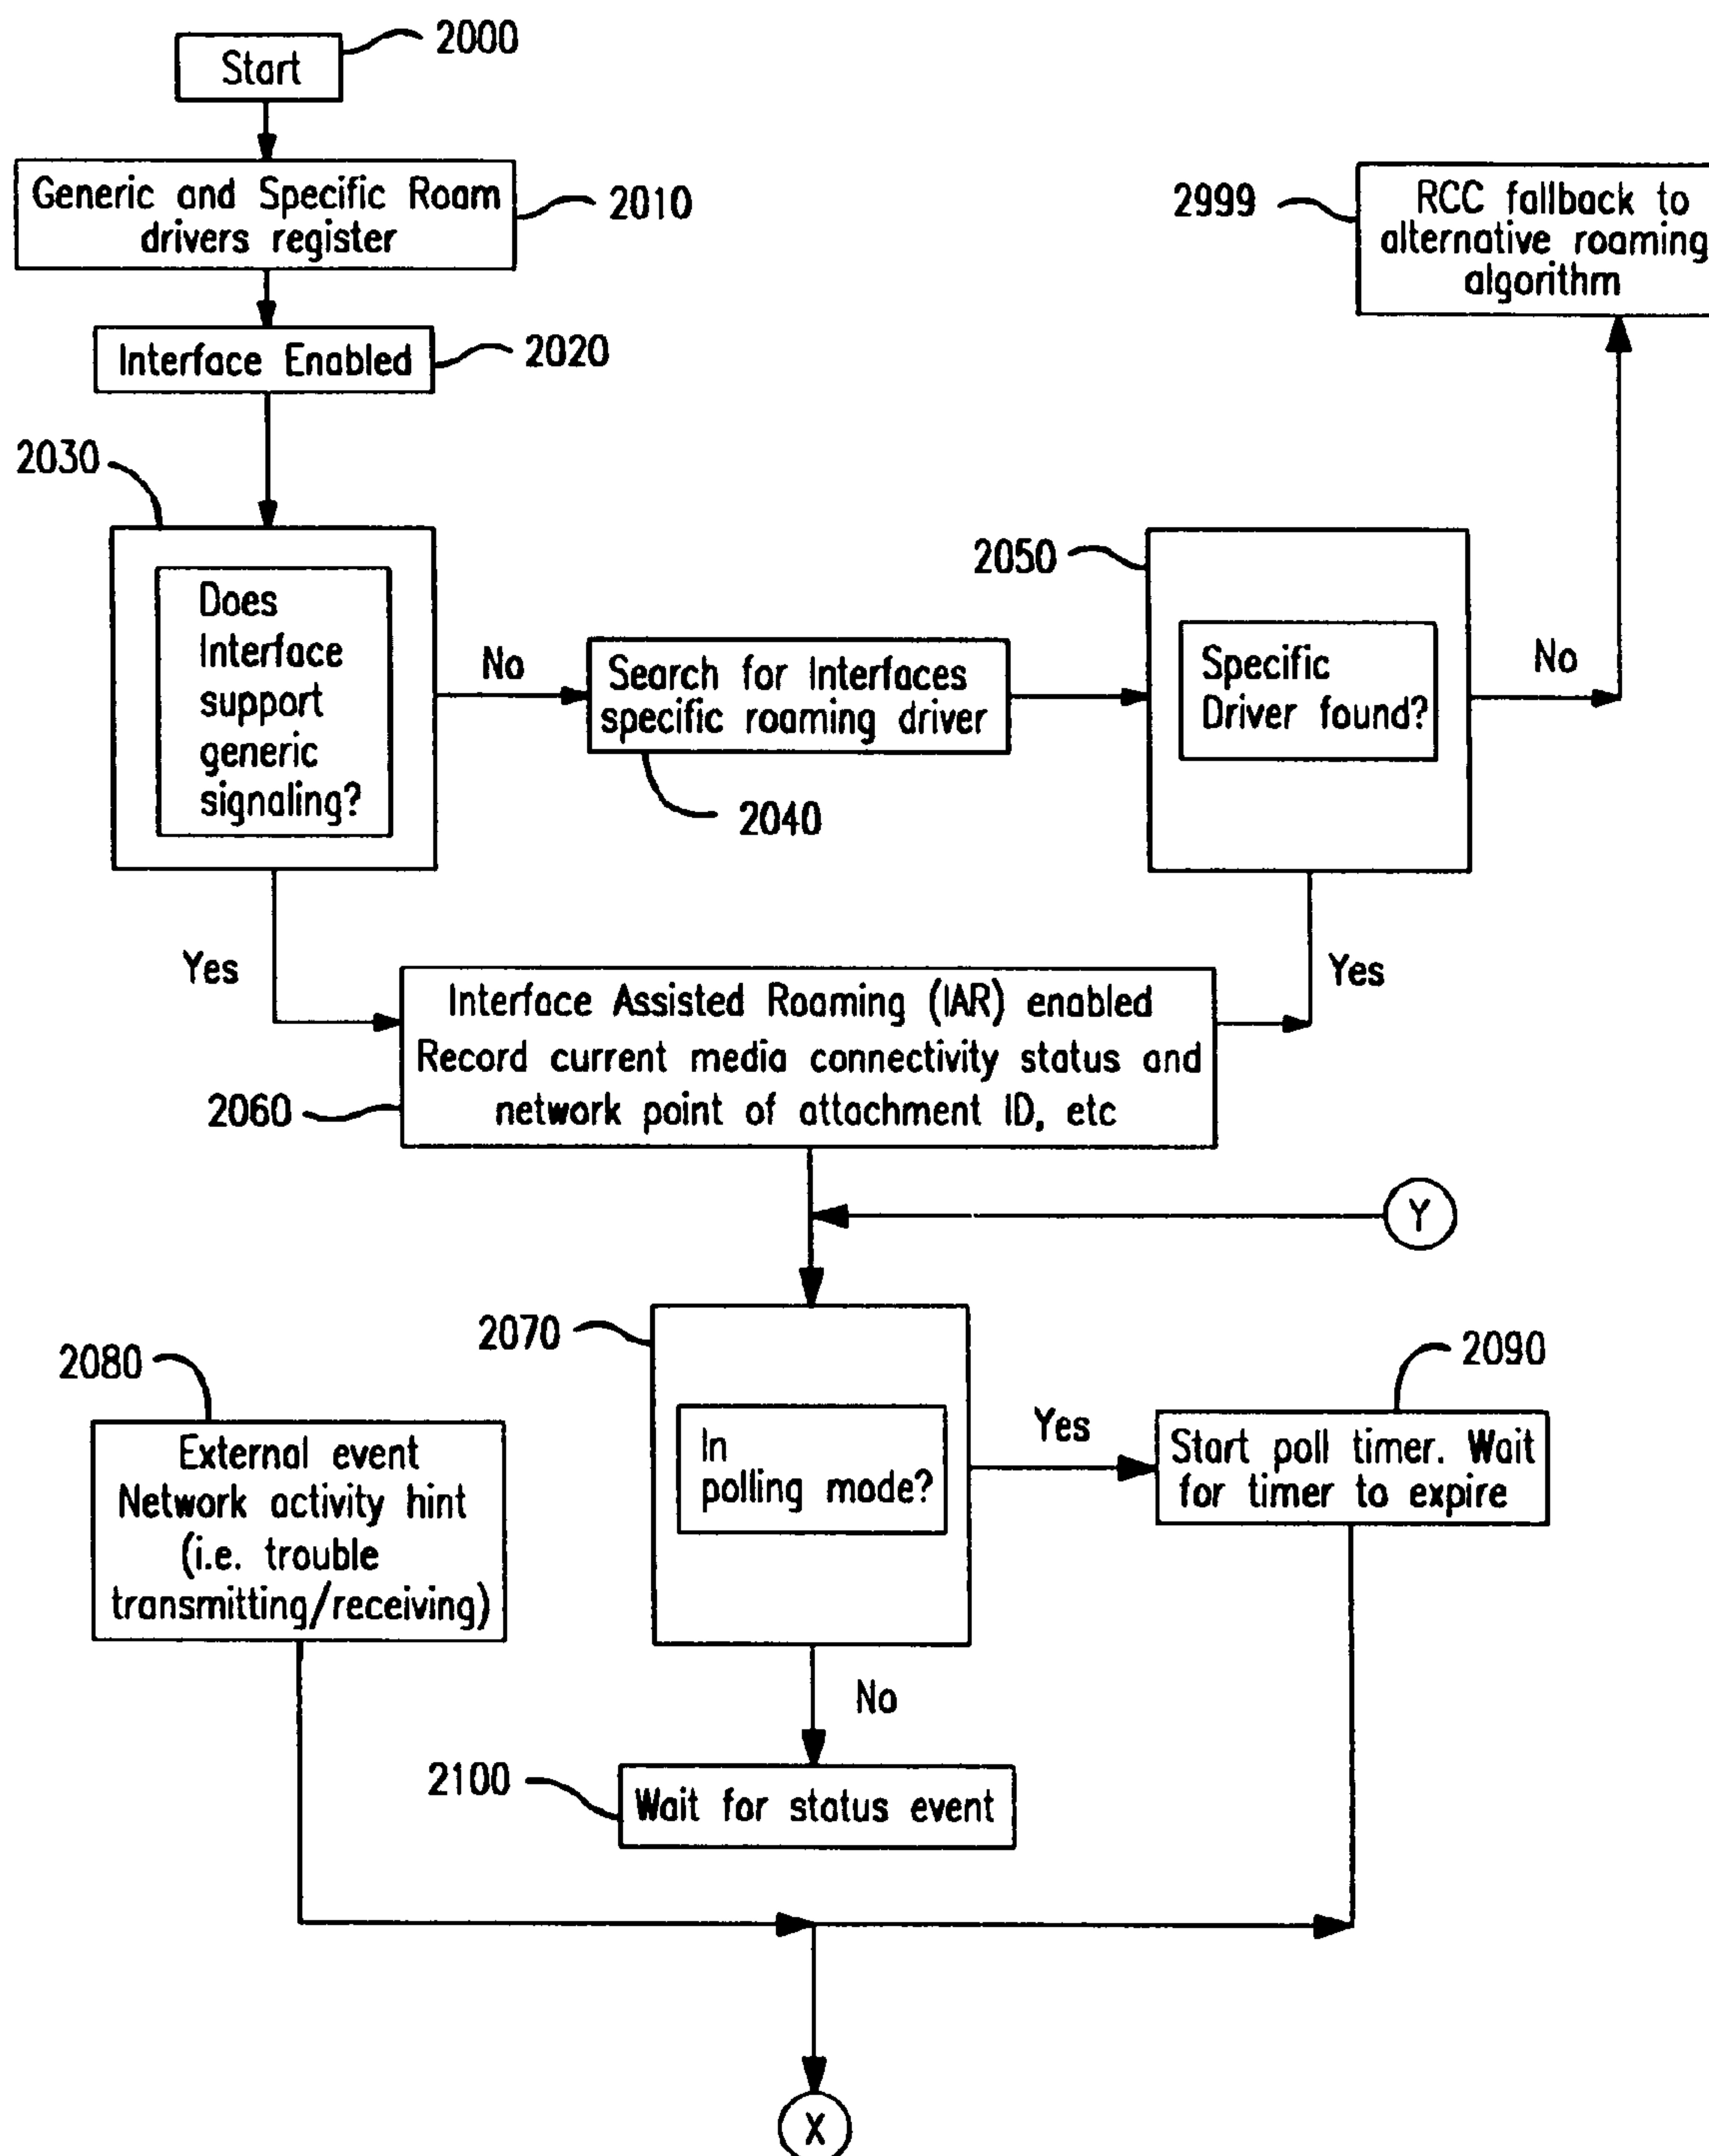 2000
Start
Generic and Specific Roam
drivers register
2010
2999
RCC fallback to
alternative roaming
algorithm
Interface Enabled
2020
2030
Does
Interface
support
generic
signaling?
No
Search for Interfaces
specific roaming driver
2040
2050
Specific
Driver found?
No
Yes
Yes
Interface Assisted Roaming (IAR) enabled
Record current media connectivity status and
network point of attachment ID, etc
2060
Y
2070
In
polling mode?
Yes
2090
Start poll timer. Wait
for timer to expire
2080
External event
Network activity hint
(i.e. trouble
transmitting/receiving)
No
2100
Wait for status event
X